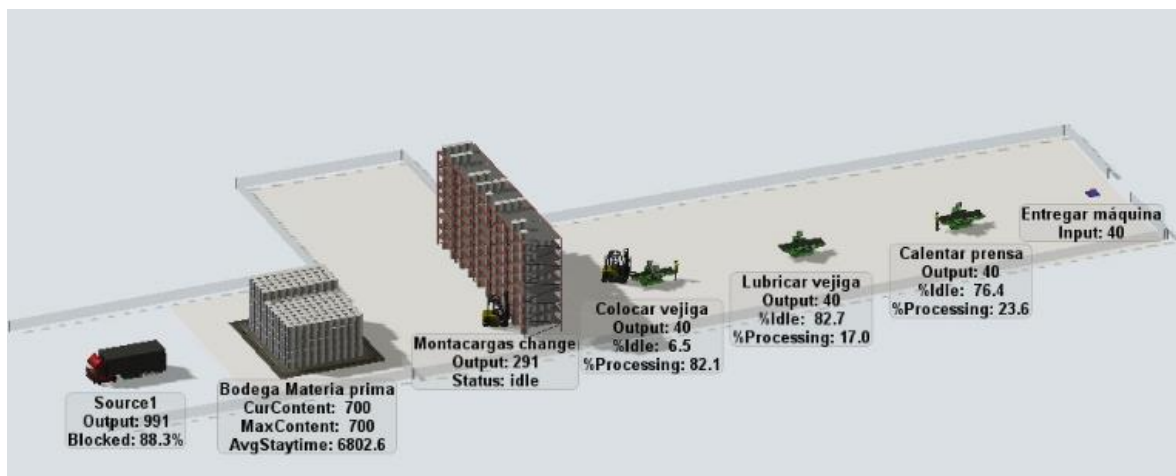 Source1
Output: 991
Blocked: 88.3%
Bodega Materia prima
CurContent: 700
MaxContent: 700
AvgStaytime: 6802.6
Montacargas change
Output: 291
Status: idle
Colocar vejiga
Output: 40
%Idle: 6.5
%Processing: 82.1
Lubricar vejiga
Output: 40
%Idle: 82.7
%Processing: 17.0
Calentar prensa
Output: 40
%Idle: 76.4
%Processing: 23.6
Entregar máquina
Input: 40